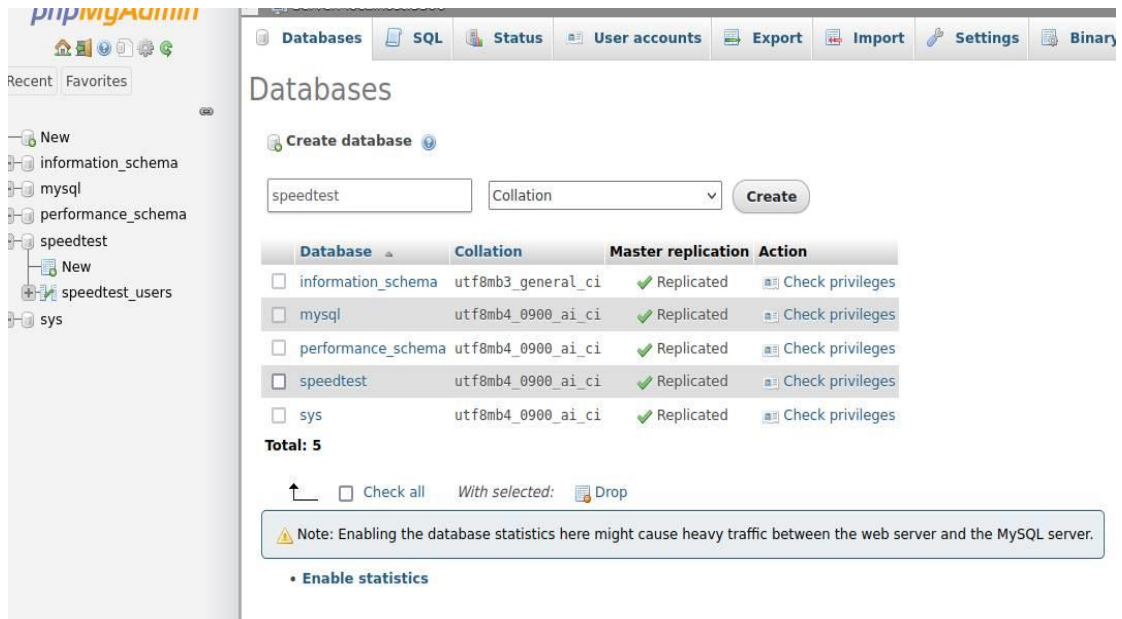 phpMyAdmin
Recent Favorites
New
information_schema
mysql
performance_schema
speedtest
New
speedtest_users
sys
Databases SQL Status User accounts Export Import Settings Binary
Databases
Create database
speedtest Collation Create
Database Collation Master replication Action
information_schema utf8mb3_general_ci Replicated Check privileges
mysql utf8mb4_0900_ai_ci Replicated Check privileges
performance_schema utf8mb4_0900_ai_ci Replicated Check privileges
speedtest utf8mb4_0900_ai_ci Replicated Check privileges
sys utf8mb4_0900_ai_ci Replicated Check privileges
Total: 5
Check all With selected: Drop
Note: Enabling the database statistics here might cause heavy traffic between the web server and the MySQL server.
• Enable statistics